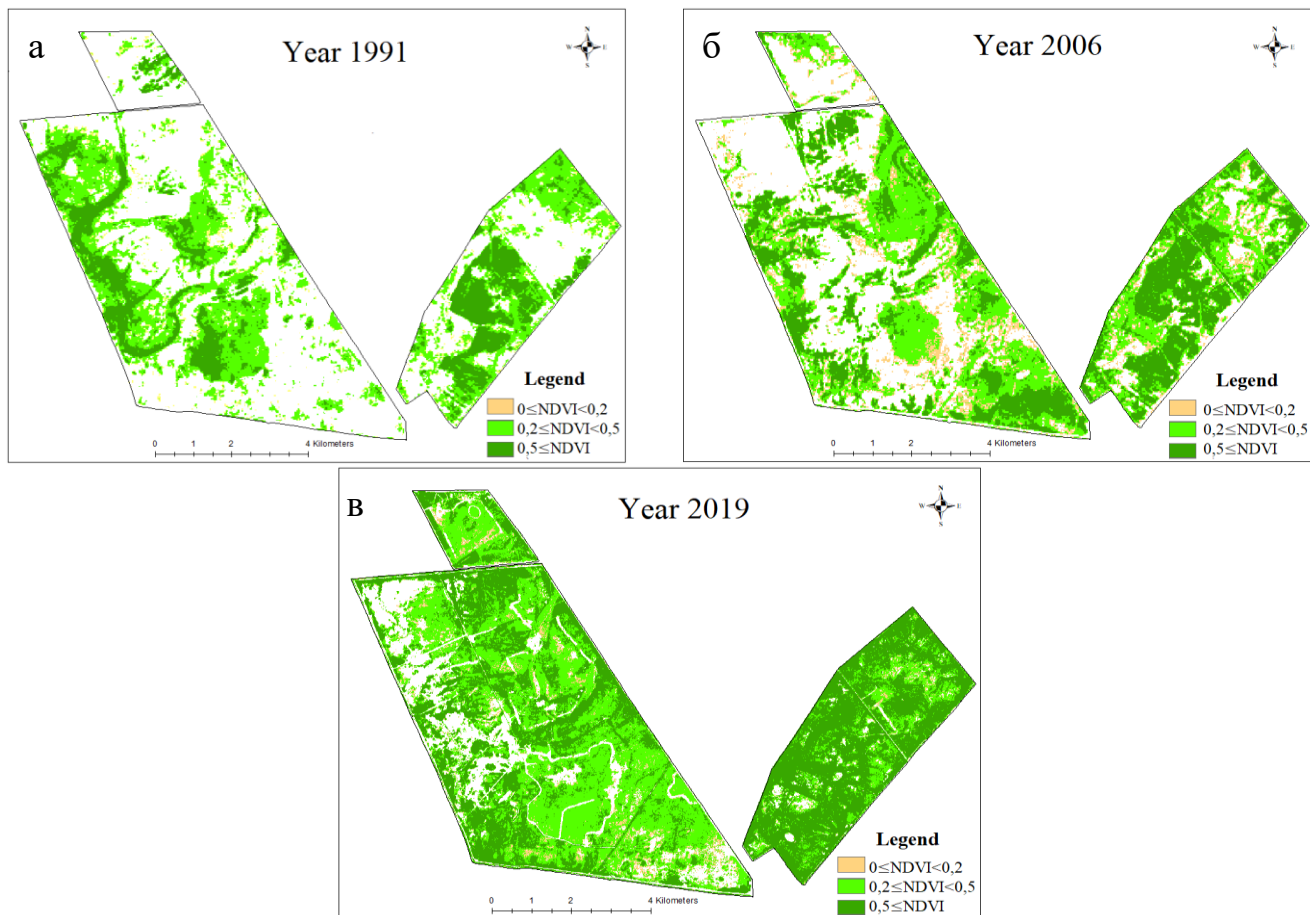 а
Year 1991
N
W E
S
Legend
0≤NDVI<0,2
0,2≤NDVI<0,5
0,5≤NDVI
0 1 2 4 Kilometers
б
Year 2006
N
W E
S
Legend
0≤NDVI<0,2
0,2≤NDVI<0,5
0,5≤NDVI
0 1 2 4 Kilometers
в
Year 2019
N
W E
S
Legend
0≤NDVI<0,2
0,2≤NDVI<0,5
0,5≤NDVI
0 1 2 4 Kilometers